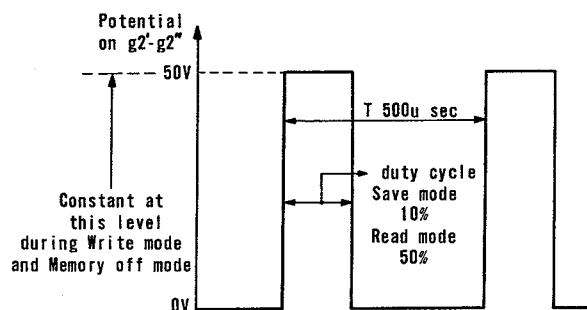 Potential
on g2'-g2"
50V
T 500u sec
duty cycle
Save mode
10%
Read mode
50%
Constant at
this level
during Write mode
and Memory off mode
0V